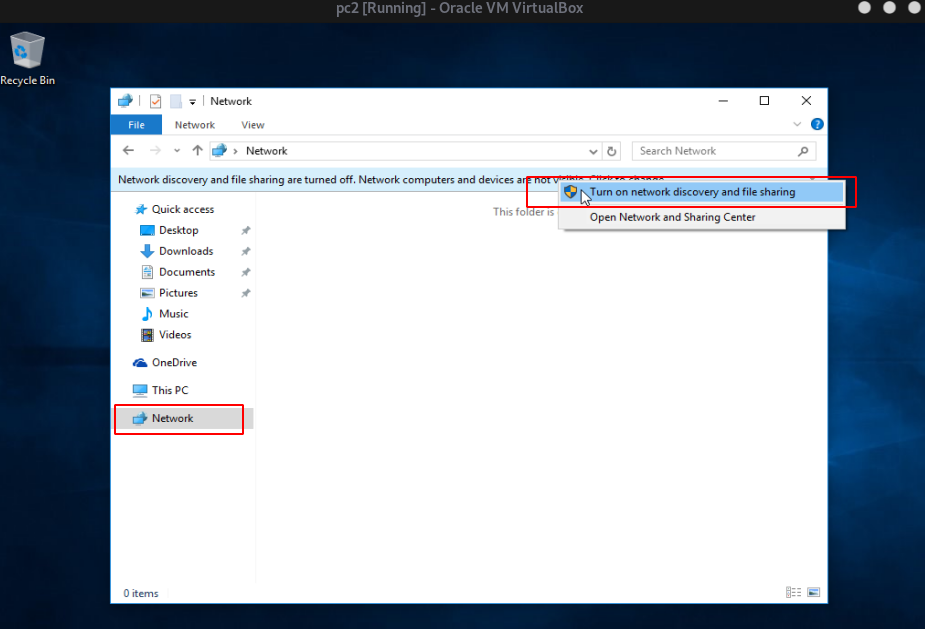 pc2 [Running] - Oracle VM VirtualBox
Recycle Bin
Network
File Network View
Network
Search Network
Network discovery and file sharing are turned off. Network computers and devices are not visible. Click to change...
Turn on network discovery and file sharing
Open Network and Sharing Center
This folder is
Quick access
Desktop
Downloads
Documents
Pictures
Music
Videos
OneDrive
This PC
Network
0 items